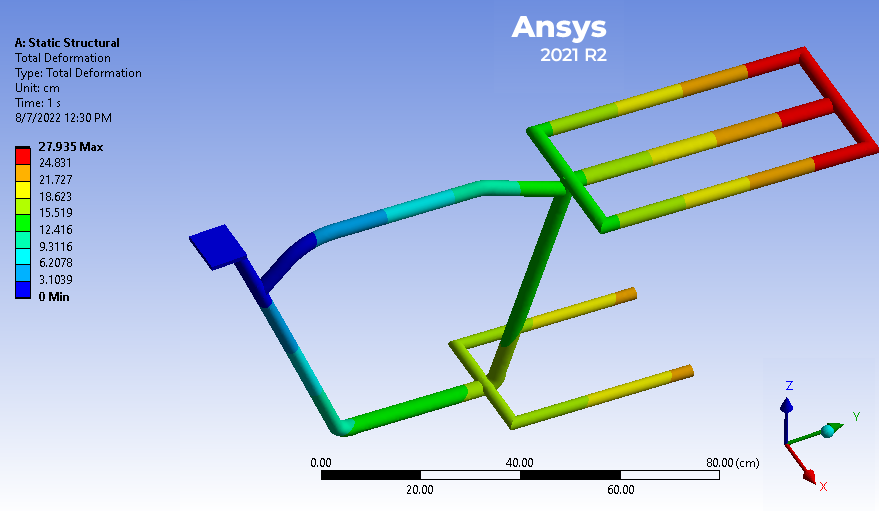 Ansys
2021 R2
A: Static Structural
Total Deformation
Type: Total Deformation
Unit: cm
Time: 1 s
8/7/2022 12:30 PM
27.935 Max
24.831
21.727
18.623
15.519
12.416
9.3116
6.2078
3.1039
0 Min
0.00 40.00 80.00 (cm)
20.00 60.00
Z
Y
X